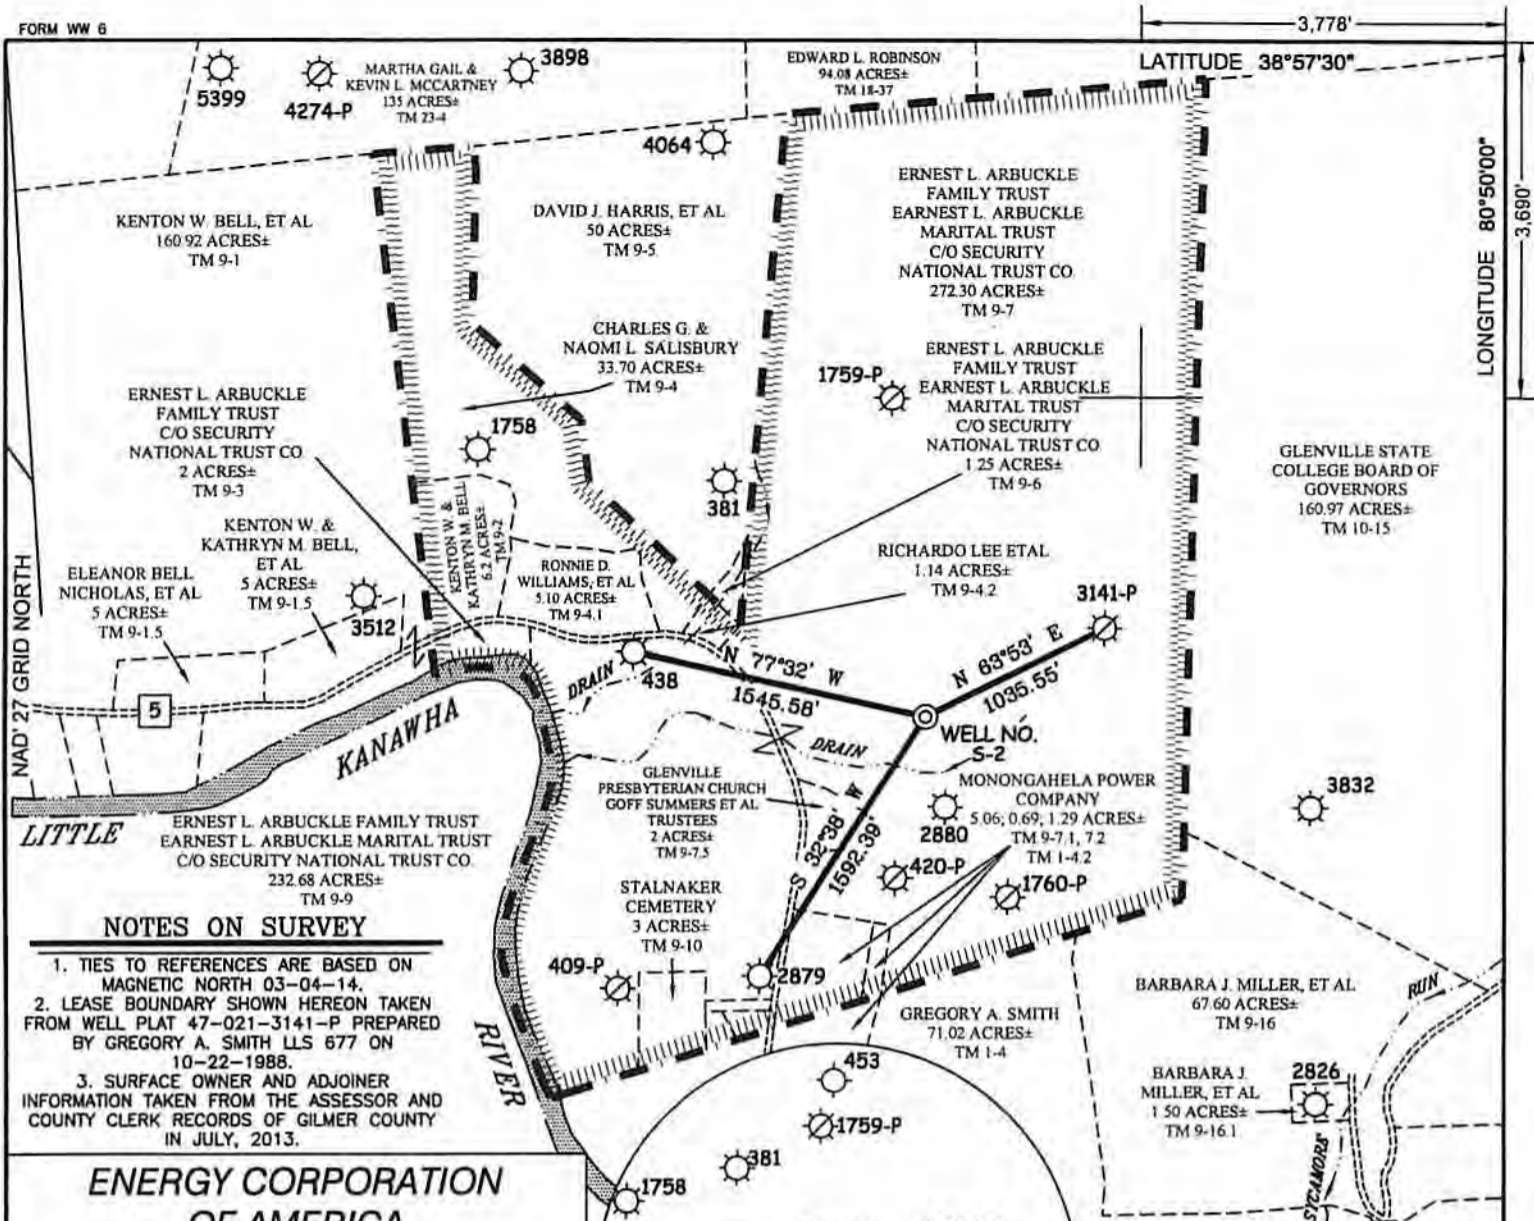 FORM WW 6
3,778'
LATITUDE 38°57'30"
LONGITUDE 80°50'00"
3,690'
5399
4274-P
MARTHA GAIL &
KEVIN L. MCCARTNEY
135 ACRES±
TM 23-4
3898
EDWARD L. ROBINSON
94.08 ACRES±
TM 18-37
4064
KENTON W. BELL, ET AL
160.92 ACRES±
TM 9-1
DAVID J. HARRIS, ET AL
50 ACRES±
TM 9-5
ERNEST L. ARBUCKLE
FAMILY TRUST
EARNEST L. ARBUCKLE
MARITAL TRUST
C/O SECURITY
NATIONAL TRUST CO
272.30 ACRES±
TM 9-7
CHARLES G. &
NAOMI L. SALISBURY
33.70 ACRES±
TM 9-4
1759-P
ERNEST L. ARBUCKLE
FAMILY TRUST
EARNEST L. ARBUCKLE
MARITAL TRUST
C/O SECURITY
NATIONAL TRUST CO
1.25 ACRES±
TM 9-6
ERNEST L. ARBUCKLE
FAMILY TRUST
C/O SECURITY
NATIONAL TRUST CO
2 ACRES±
TM 9-3
1758
381
GLENVILLE STATE
COLLEGE BOARD OF
GOVERNORS
160.97 ACRES±
TM 10-15
KENTON W. &
KATHRYN M. BELL
6.2 ACRES±
TM 9-2
KENTON W. &
KATHRYN M. BELL,
ET AL
5 ACRES±
TM 9-1.5
ELEANOR BELL
NICHOLAS, ET AL
5 ACRES±
TM 9-1.5
3512
RONNIE D.
WILLIAMS, ET AL
5.10 ACRES±
TM 9-4.1
RICHARDO LEE ETAL
1.14 ACRES±
TM 9-4.2
3141-P
NAD'27 GRID NORTH
5
438
DRAIN
N 77°32' W
1545.58'
N 63°53' E
1035.55'
WELL NO.
S-2
DRAIN
LITTLE
KANAWHA
RIVER
GLENVILLE
PRESBYTERIAN CHURCH
GOFF SUMMERS ET AL
TRUSTEES
2 ACRES±
TM 9-7.5
S 32°38' W
1592.39'
2880
MONONGAHELA POWER
COMPANY
5.06; 0.69; 1.29 ACRES±
TM 9-7.1, 7.2
TM 1-4.2
3832
420-P
1760-P
ERNEST L. ARBUCKLE FAMILY TRUST
EARNEST L. ARBUCKLE MARITAL TRUST
C/O SECURITY NATIONAL TRUST CO
232.68 ACRES±
TM 9-9
STALNAKER
CEMETERY
3 ACRES±
TM 9-10
409-P
2879
GREGORY A. SMITH
71.02 ACRES±
TM 1-4
BARBARA J. MILLER, ET AL
67.60 ACRES±
TM 9-16
RUN
BARBARA J.
MILLER, ET AL
1.50 ACRES±
TM 9-16.1
2826
SYCAMORE
NOTES ON SURVEY
1. TIES TO REFERENCES ARE BASED ON
MAGNETIC NORTH 03-04-14.
2. LEASE BOUNDARY SHOWN HEREON TAKEN
FROM WELL PLAT 47-021-3141-P PREPARED
BY GREGORY A. SMITH LLS 677 ON
10-22-1988.
3. SURFACE OWNER AND ADJOINER
INFORMATION TAKEN FROM THE ASSESSOR AND
COUNTY CLERK RECORDS OF GILMER COUNTY
IN JULY, 2013.
453
1759-P
381
1758
ENERGY CORPORATION
OF AMERICA